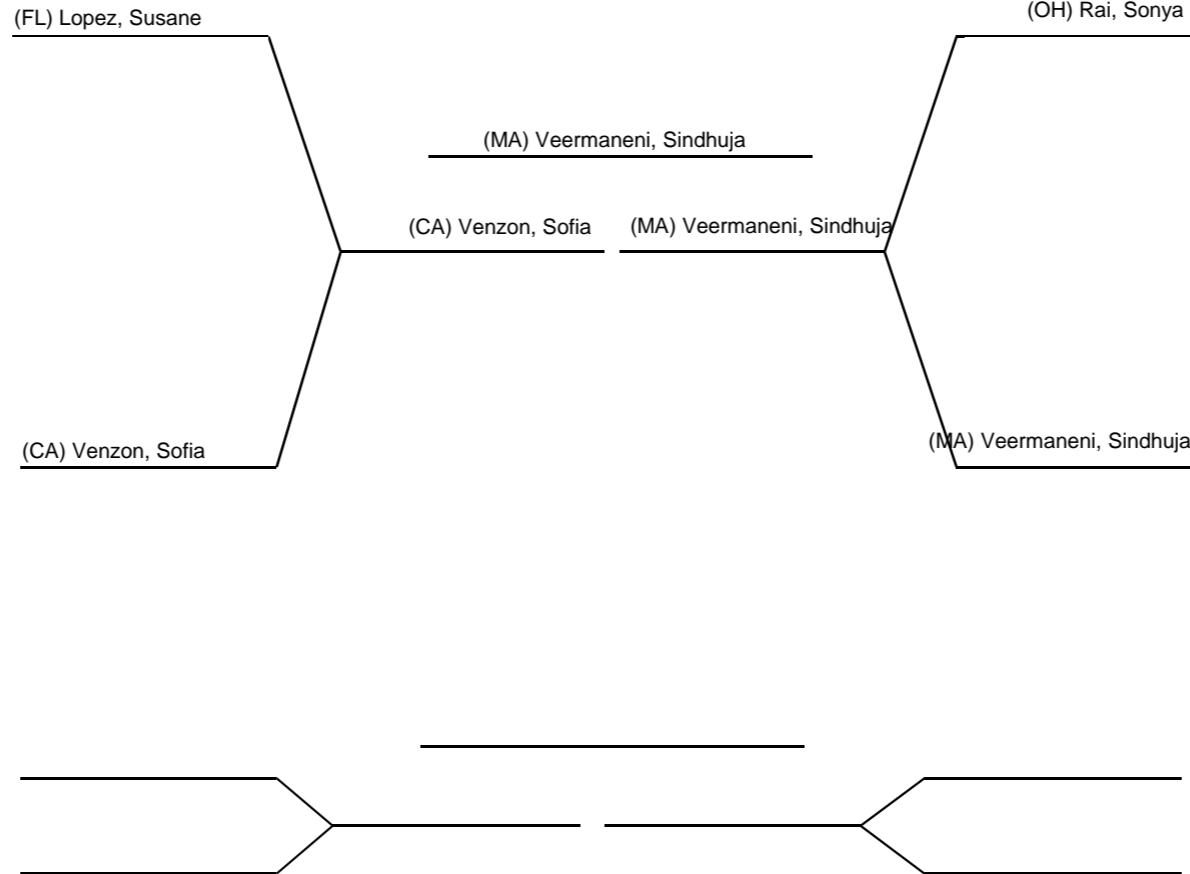 (FL) Lopez, Susane
(OH) Rai, Sonya
(MA) Veermaneni, Sindhuja
(CA) Venzon, Sofia
(MA) Veermaneni, Sindhuja
(CA) Venzon, Sofia
(MA) Veermaneni, Sindhuja